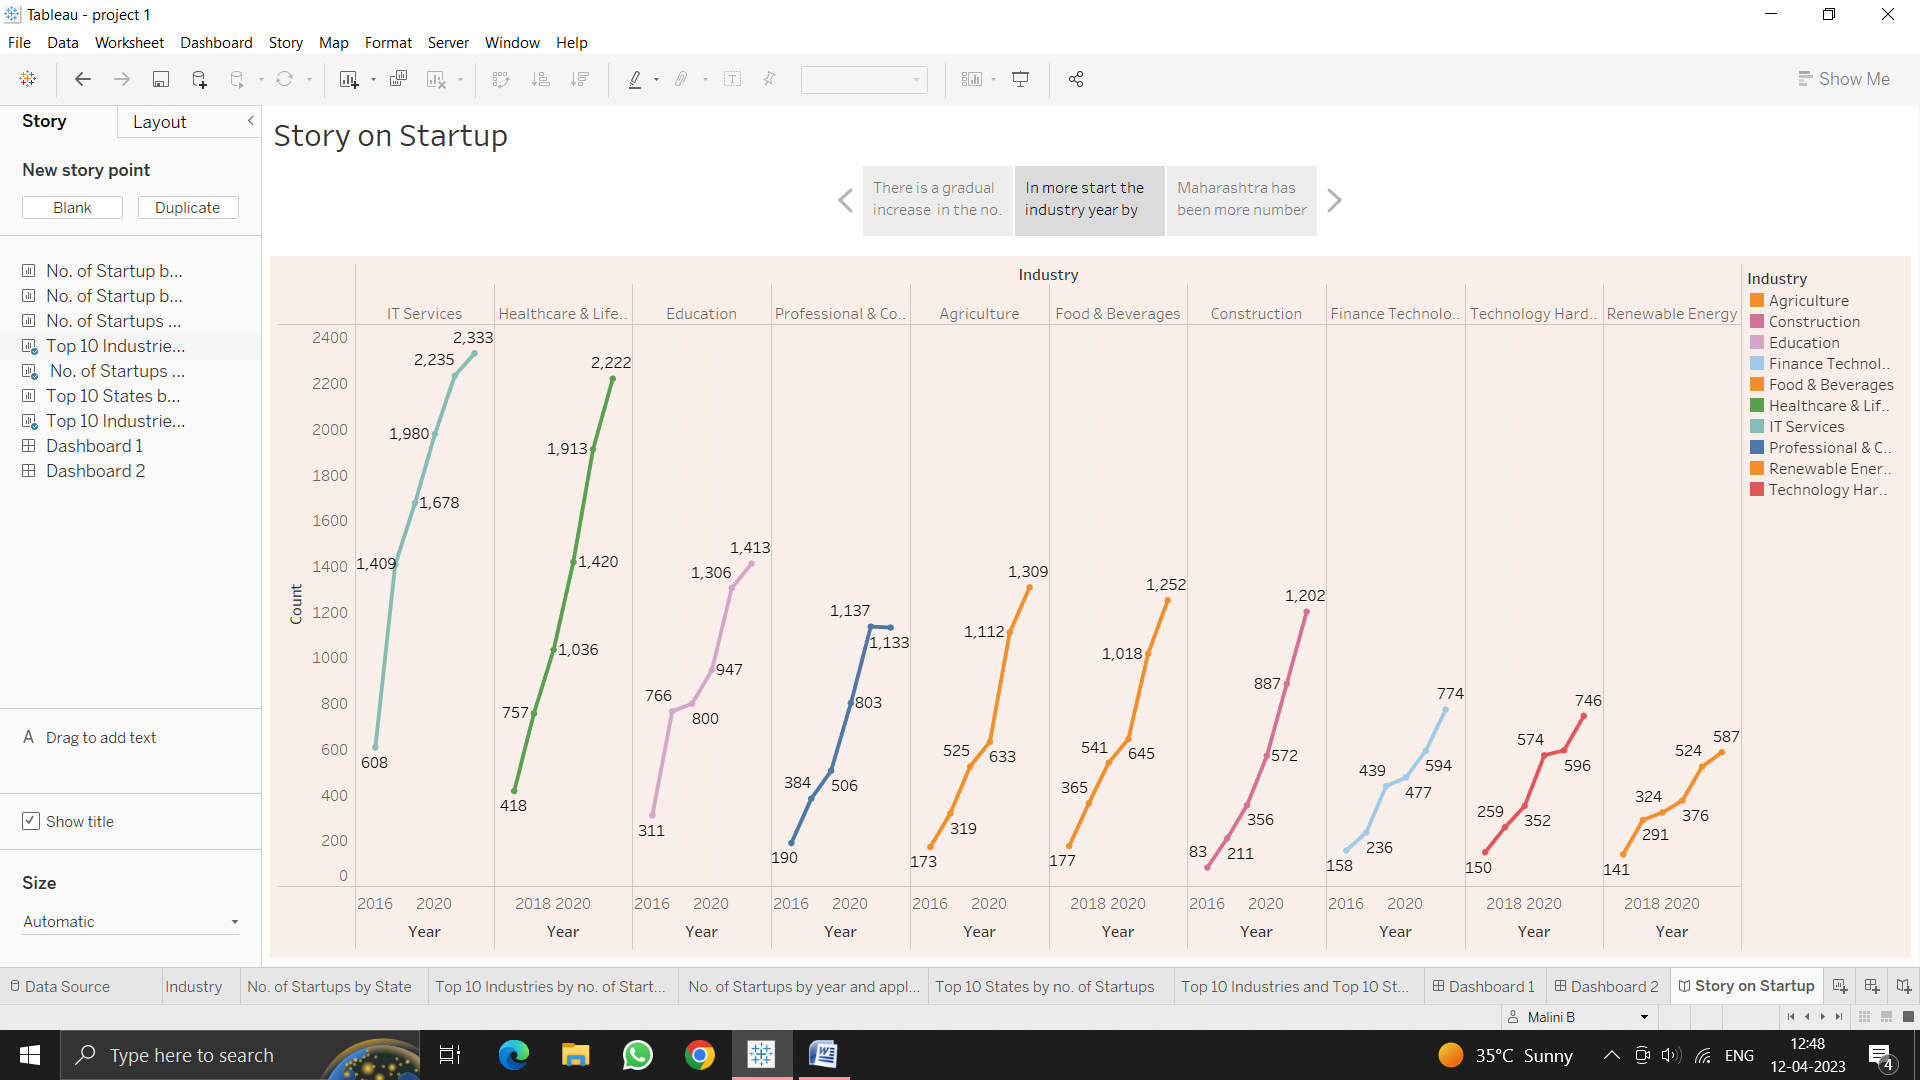 Tableau - project 1
File Data Worksheet Dashboard Story Map Format Server Window Help
Show Me
Story Layout
New story point
Blank Duplicate
No. of Startup b...
No. of Startup b...
No. of Startups ...
Top 10 Industrie...
No. of Startups ...
Top 10 States b...
Top 10 Industrie...
Dashboard 1
Dashboard 2
A Drag to add text
Show title
Size
Automatic
Story on Startup
There is a gradual
increase in the no.
In more start the
industry year by
Maharashtra has
been more number
Industry
IT Services Healthcare & Life.. Education Professional & Co.. Agriculture Food & Beverages Construction Finance Technolo.. Technology Hard.. Renewable Energy
Count
2400
2200
2000
1800
1600
1400
1200
1000
800
600
400
200
0
608 1,409 1,678 1,980 2,235 2,333
418 757 1,036 1,420 1,913 2,222
311 766 800 947 1,306 1,413
190 384 506 803 1,137 1,133
173 319 525 633 1,112 1,309
177 365 541 645 1,018 1,252
83 211 356 572 887 1,202
158 236 439 477 594 774
150 259 352 574 596 746
141 291 324 376 524 587
2016 2020 2018 2020 2016 2020 2016 2020 2016 2020 2018 2020 2016 2020 2016 2020 2018 2020 2018 2020
Year Year Year Year Year Year Year Year Year Year
Industry
Agriculture
Construction
Education
Finance Technol..
Food & Beverages
Healthcare & Lif..
IT Services
Professional & C..
Renewable Ener..
Technology Har..
Data Source Industry No. of Startups by State Top 10 Industries by no. of Start... No. of Startups by year and appl... Top 10 States by no. of Startups Top 10 Industries and Top 10 St... Dashboard 1 Dashboard 2 Story on Startup
Malini B
Type here to search
35°C Sunny
ENG
12:48
12-04-2023
4